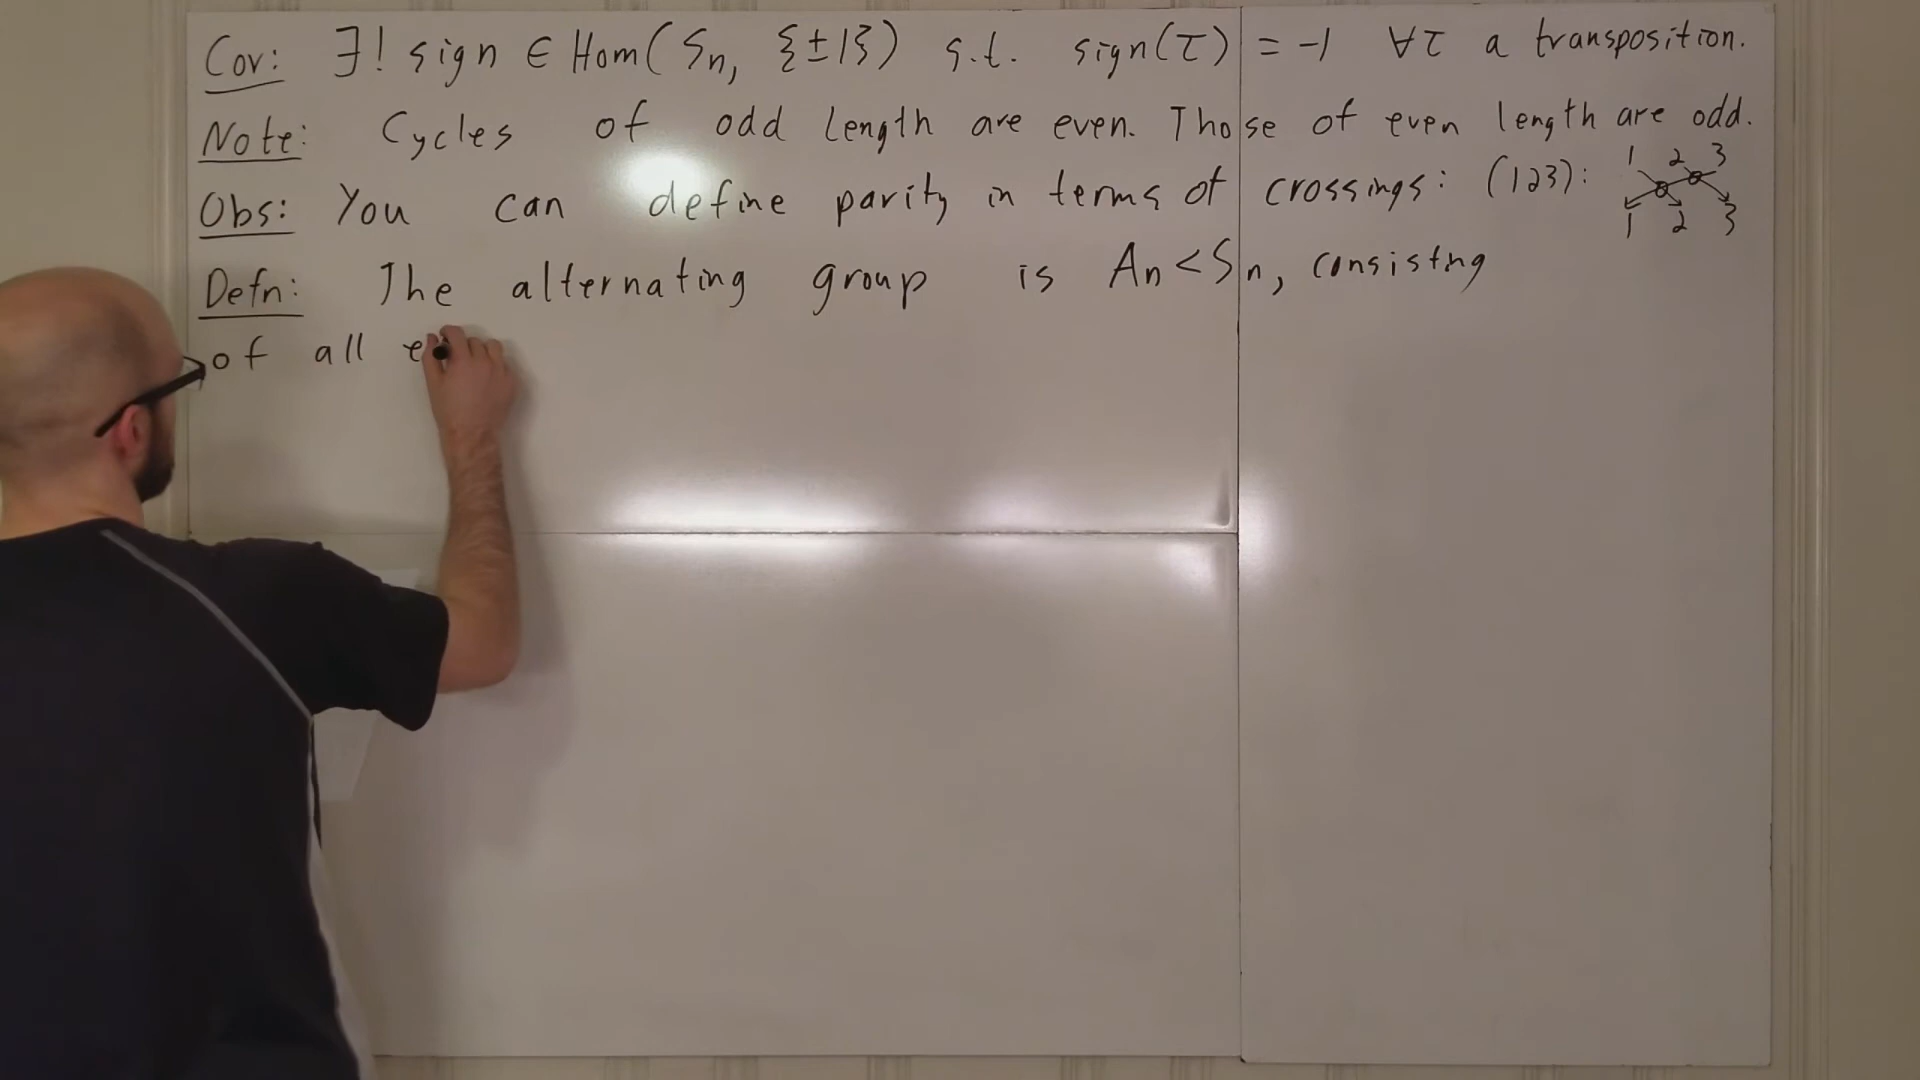 Cor: ∃! sign ∈ Hom(Sn, {±1}) s.t. sign(τ) = -1 ∀τ a transposition.
Note: Cycles of odd length are even. Those of even length are odd.
Obs: You can define parity in terms of crossings: (123): 1 2 3
1 2 3
Defn: The alternating group is An < Sn, consisting
of all e